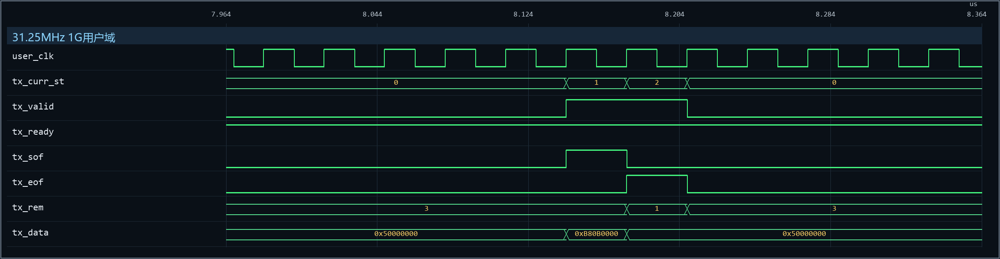 us
7.964 8.044 8.124 8.204 8.284 8.364
31.25MHz 1G用户域
user_clk
tx_curr_st 0 1 2 0
tx_valid
tx_ready
tx_sof
tx_eof
tx_rem 3 1 3
tx_data 0x50000000 0xB80B0000 0x50000000